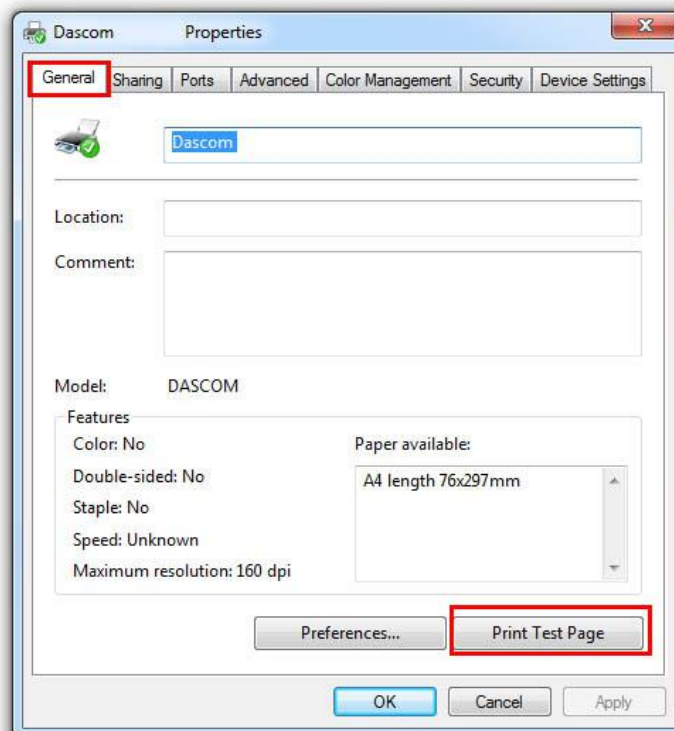 Dascom Properties
General Sharing Ports Advanced Color Management Security Device Settings
Dascom
Location:
Comment:
Model: DASCOM
Features
Color: No Paper available:
Double-sided: No A4 length 76x297mm
Staple: No
Speed: Unknown
Maximum resolution: 160 dpi
Preferences... Print Test Page
OK Cancel Apply